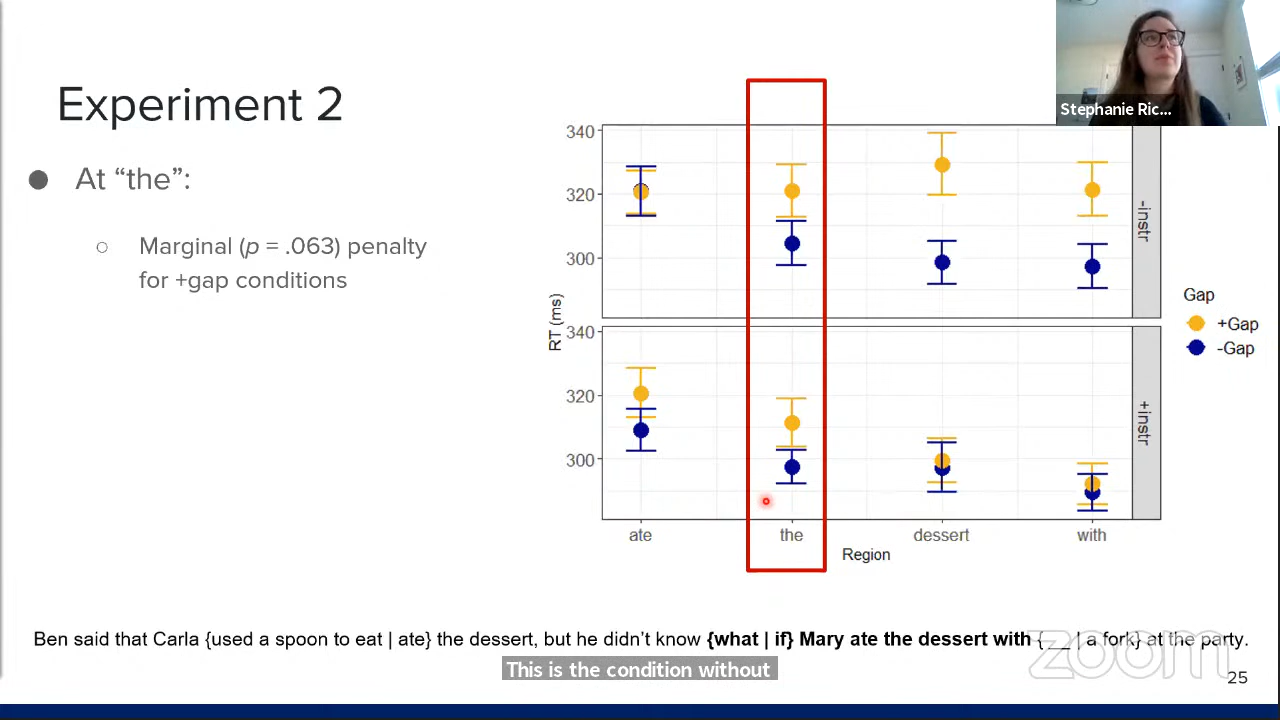 Stephanie Ric...
Experiment 2
At “the”:
Marginal (p = .063) penalty
for +gap conditions
340
320
300
-instr
RT (ms)
340
320
300
+instr
ate
the
dessert
with
Region
Gap
+Gap
-Gap
Ben said that Carla {used a spoon to eat | ate} the dessert, but he didn’t know {what | if} Mary ate the dessert with { __ | a fork} at the party.
This is the condition without
zoom
25